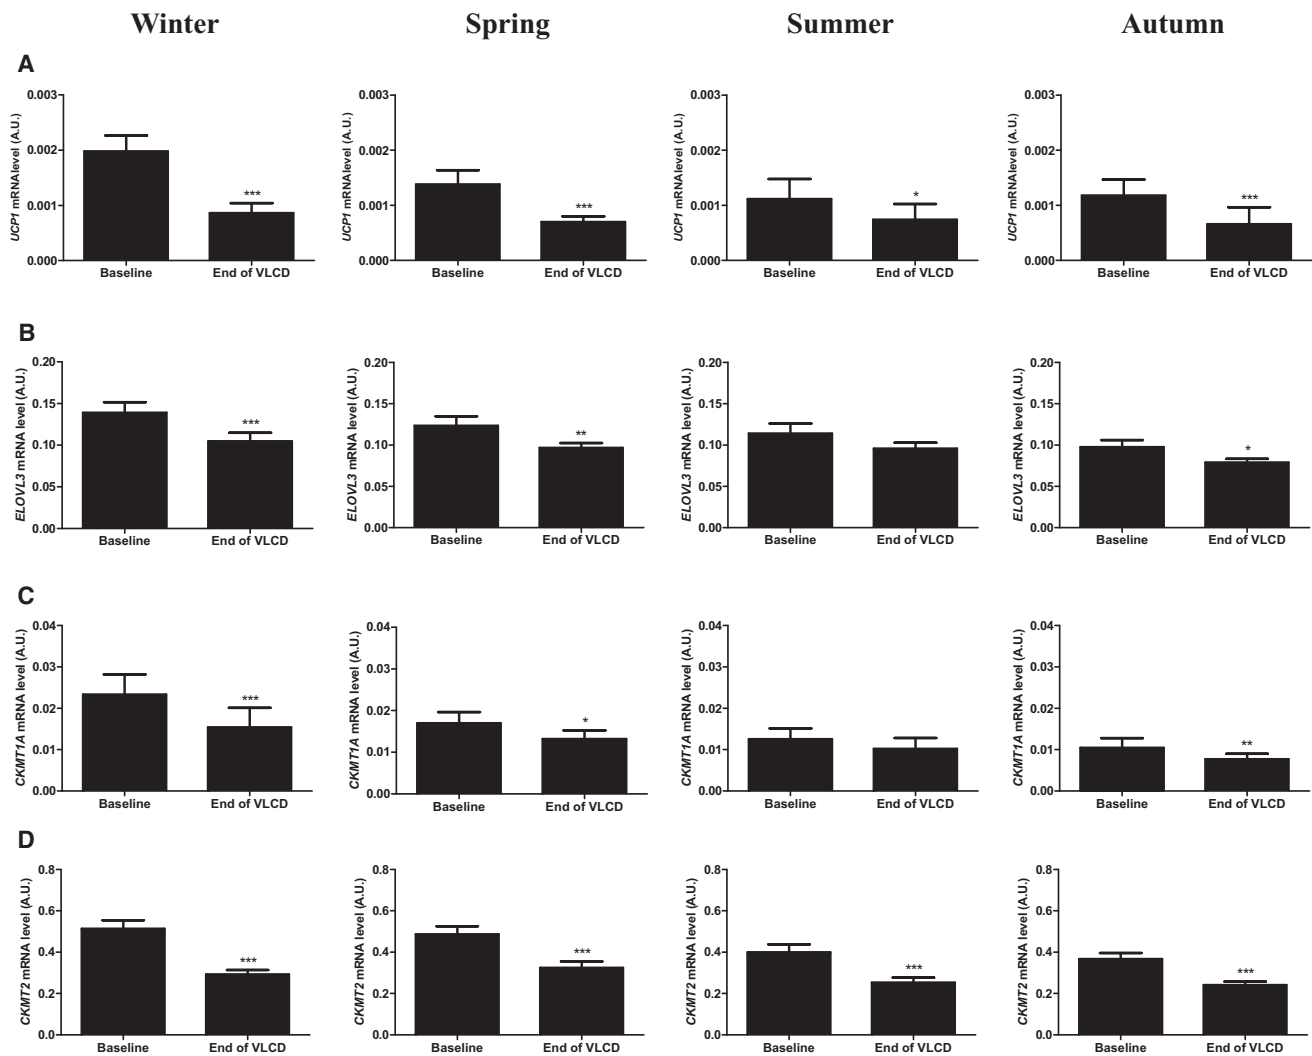 Winter Spring Summer Autumn
A
UCP1 mRNAlevel (A.U.)
0.003
0.002
0.001
0.000
***
Baseline End of VLCD
UCP1 mRNAlevel (A.U.)
0.003
0.002
0.001
0.000
***
Baseline End of VLCD
UCP1 mRNAlevel (A.U.)
0.003
0.002
0.001
0.000
*
Baseline End of VLCD
UCP1 mRNAlevel (A.U.)
0.003
0.002
0.001
0.000
***
Baseline End of VLCD
B
ELOVL3 mRNA level (A.U.)
0.20
0.15
0.10
0.05
0.00
***
Baseline End of VLCD
ELOVL3 mRNA level (A.U.)
0.20
0.15
0.10
0.05
0.00
**
Baseline End of VLCD
ELOVL3 mRNA level (A.U.)
0.20
0.15
0.10
0.05
0.00
Baseline End of VLCD
ELOVL3 mRNA level (A.U.)
0.20
0.15
0.10
0.05
0.00
*
Baseline End of VLCD
C
CKMT1A mRNA level (A.U.)
0.04
0.03
0.02
0.01
0.00
***
Baseline End of VLCD
CKMT1A mRNA level (A.U.)
0.04
0.03
0.02
0.01
0.00
*
Baseline End of VLCD
CKMT1A mRNA level (A.U.)
0.04
0.03
0.02
0.01
0.00
Baseline End of VLCD
CKMT1A mRNA level (A.U.)
0.04
0.03
0.02
0.01
0.00
**
Baseline End of VLCD
D
CKMT2 mRNA level (A.U.)
0.8
0.6
0.4
0.2
0.0
***
Baseline End of VLCD
CKMT2 mRNA level (A.U.)
0.8
0.6
0.4
0.2
0.0
***
Baseline End of VLCD
CKMT2 mRNA level (A.U.)
0.8
0.6
0.4
0.2
0.0
***
Baseline End of VLCD
CKMT2 mRNA level (A.U.)
0.8
0.6
0.4
0.2
0.0
***
Baseline End of VLCD